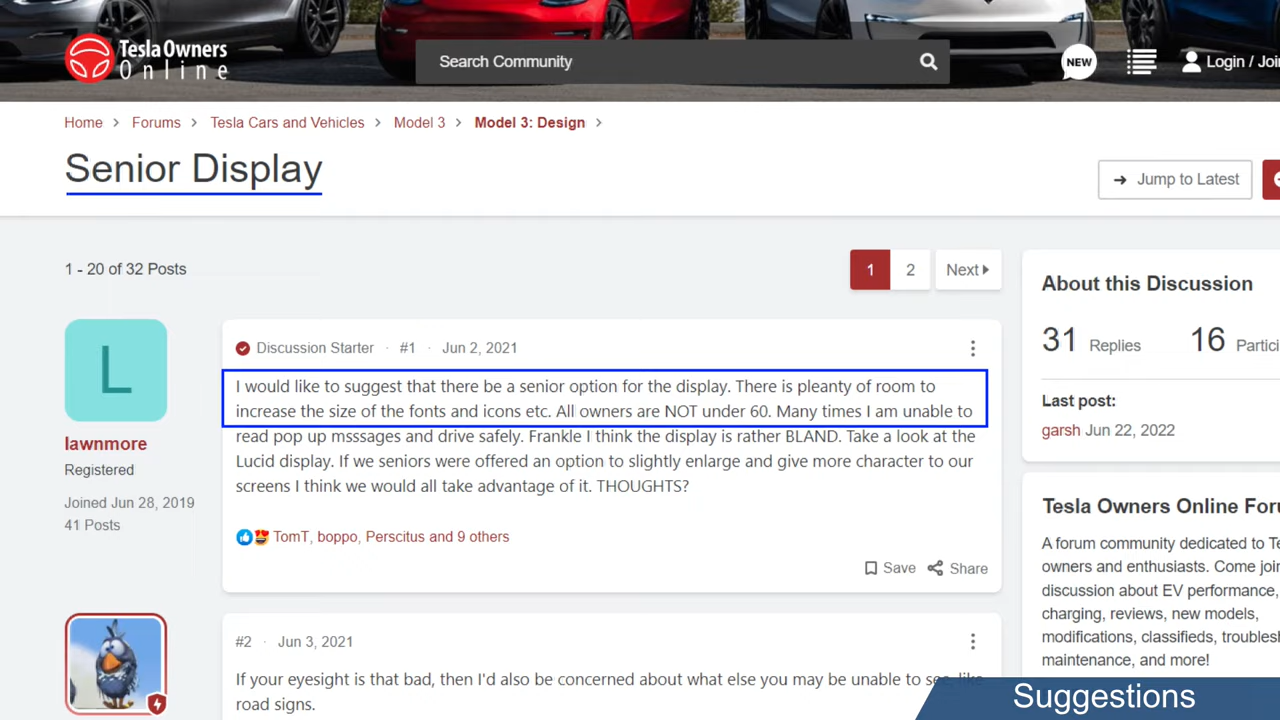 Tesla Owners
Online
Search Community
NEW
Login / Joi
Home > Forums > Tesla Cars and Vehicles > Model 3 > Model 3: Design >
Senior Display
Jump to Latest
1 - 20 of 32 Posts
1 2 Next
About this Discussion
31 Replies 16 Partici
Last post:
garsh Jun 22, 2022
L
lawnmore
Registered
Joined Jun 28, 2019
41 Posts
Discussion Starter · #1 · Jun 2, 2021
I would like to suggest that there be a senior option for the display. There is pleanty of room to
increase the size of the fonts and icons etc. All owners are NOT under 60. Many times I am unable to
read pop up msssages and drive safely. Frankle I think the display is rather BLAND. Take a look at the
Lucid display. If we seniors were offered an option to slightly enlarge and give more character to our
screens I think we would all take advantage of it. THOUGHTS?
TomT, boppo, Perscitus and 9 others
Save Share
Tesla Owners Online Foru
A forum community dedicated to Te
owners and enthusiasts. Come join
discussion about EV performance,
charging, reviews, new models,
modifications, classifieds, troublesh
maintenance, and more!
#2 · Jun 3, 2021
If your eyesight is that bad, then I'd also be concerned about what else you may be unable to see, like
road signs.
Suggestions